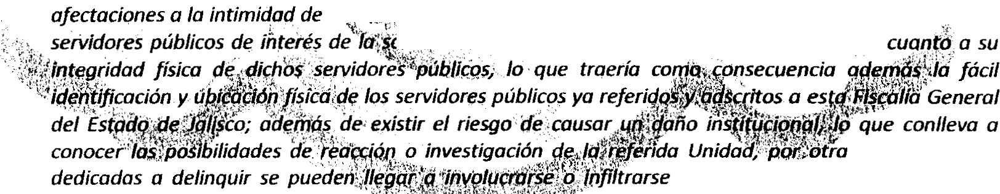 afectaciones a la intimidad de
servidores públicos de interés de la cuanto a su
integridad física de dichos servidores públicos, lo que traería como consecuencia además la fácil
identificación y ubicación física de los servidores públicos ya referidos y adscritos a esta Fiscalía General
del Estado de Jalisco; además de existir el riesgo de causar un daño institucional, lo que conlleva a
conocer las posibilidades de reacción o investigación de la referida Unidad, por otra
dedicadas a delinquir se pueden llegar a involucrarse o infiltrarse